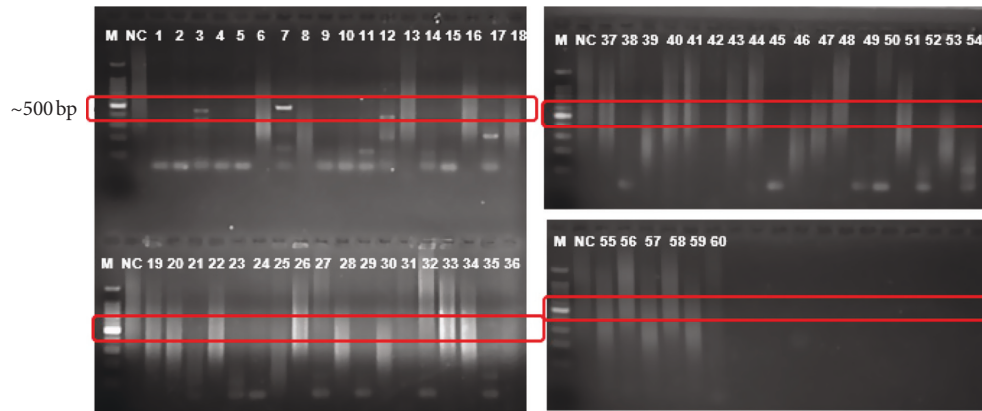 M NC 1 2 3 4 5 6 7 8 9 10 11 12 13 14 15 16 17 18
~500 bp
M NC 19 20 21 22 23 24 25 26 27 28 29 30 31 32 33 34 35 36
M NC 37 38 39 40 41 42 43 44 45 46 47 48 49 50 51 52 53 54
M NC 55 56 57 58 59 60